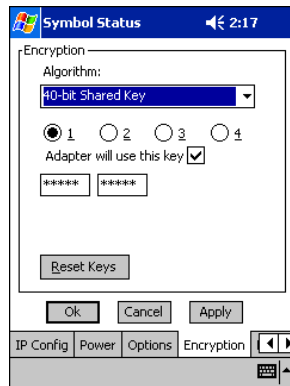 Symbol Status 2:17
Encryption
Algorithm:
40-bit Shared Key
1 2 3 4
Adapter will use this key
***** *****
Reset Keys
Ok Cancel Apply
IP Config Power Options Encryption